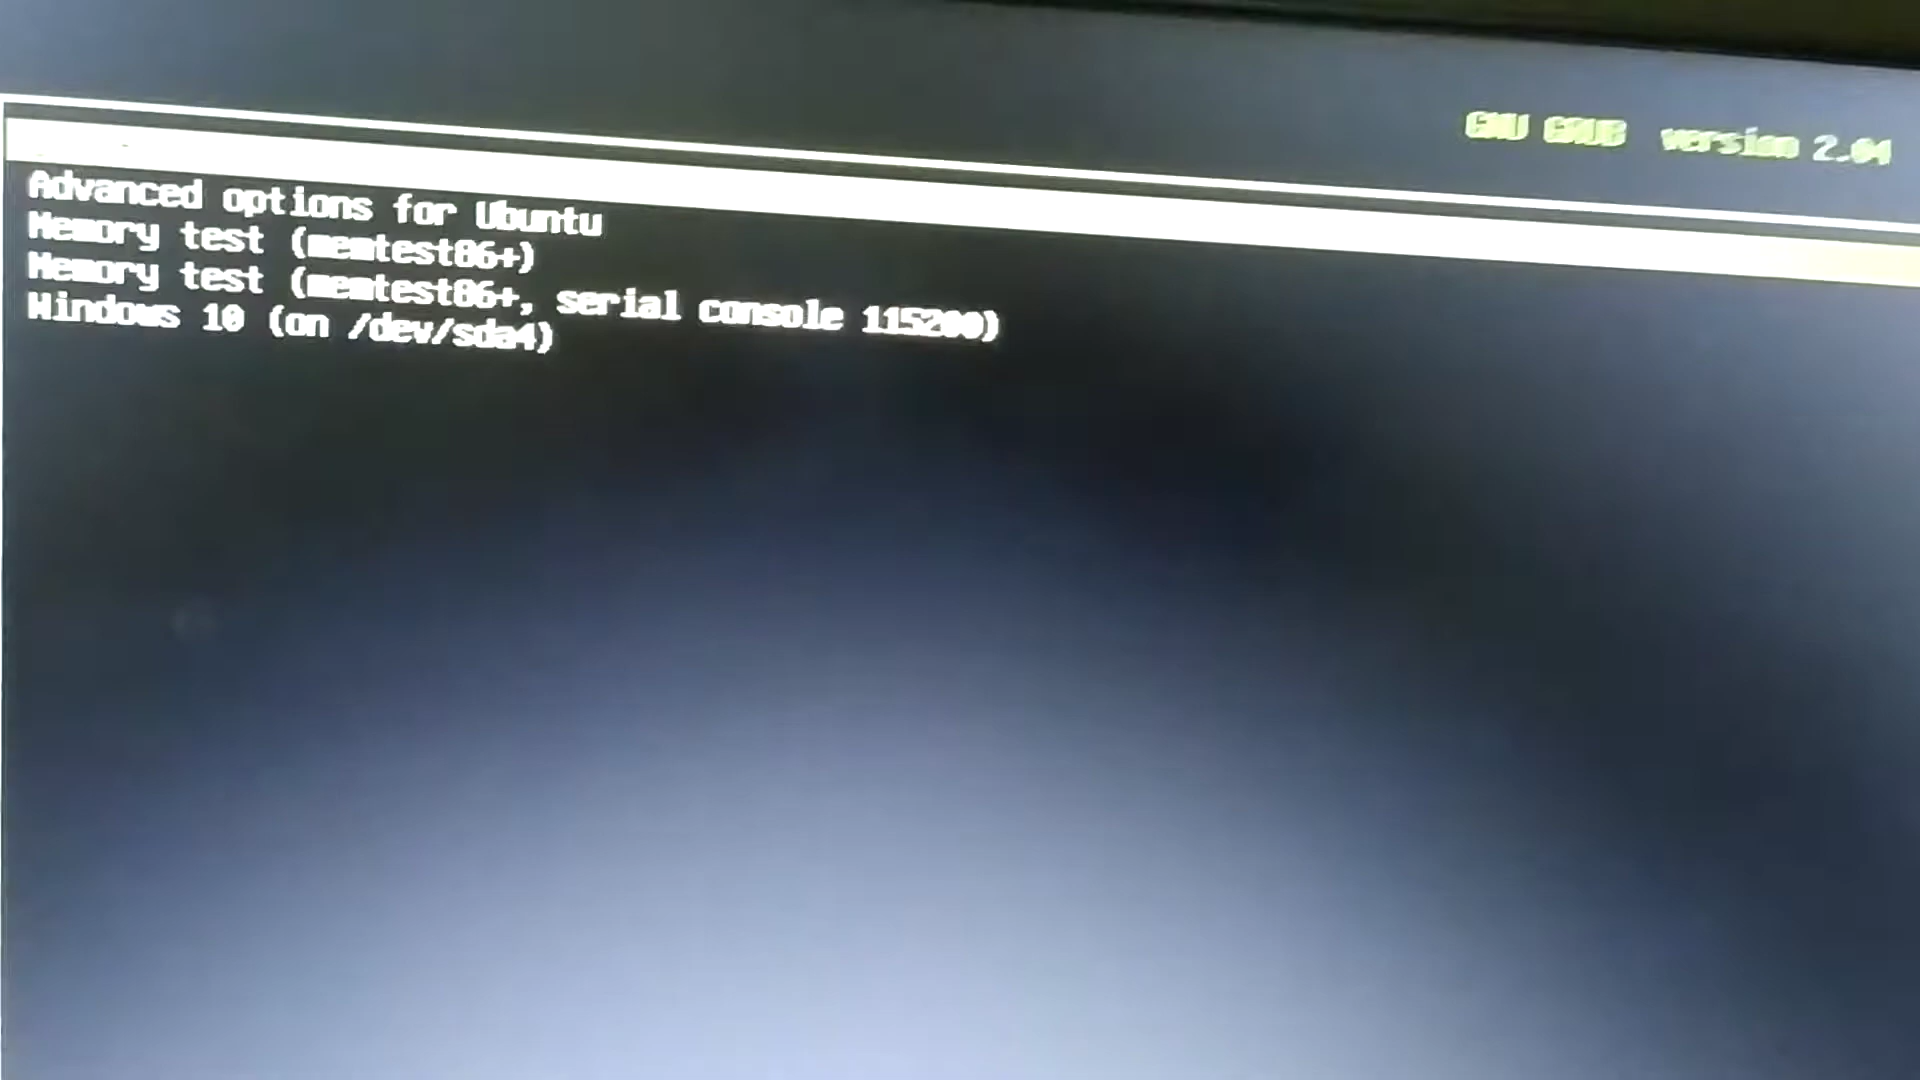 GNU GRUB version 2.04
Advanced options for Ubuntu
Memory test (memtest86+)
Memory test (memtest86+, serial console 115200)
Windows 10 (on /dev/sda4)